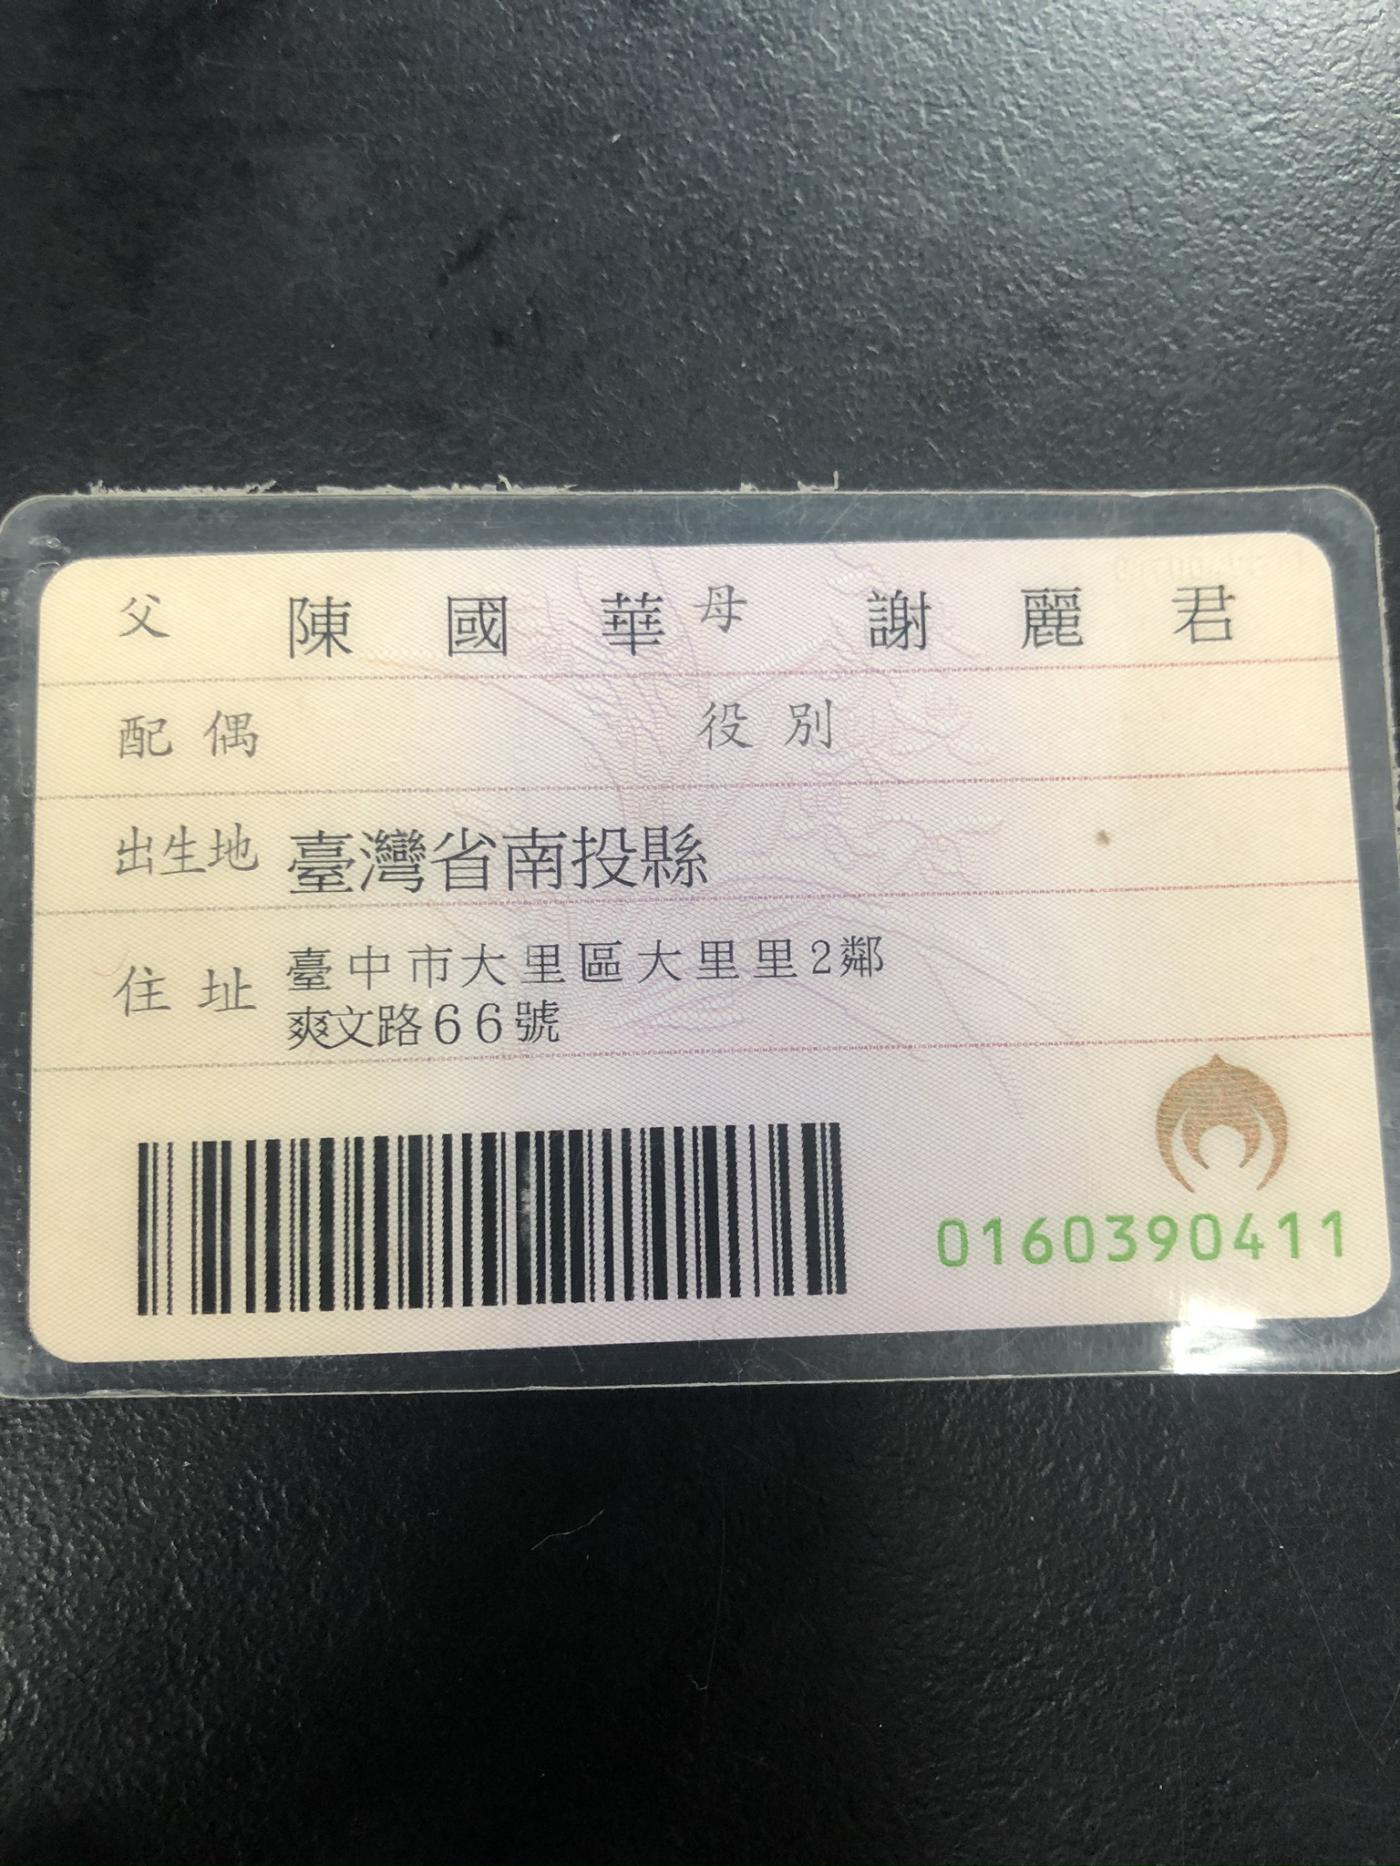 父 陳國華 母 謝麗君
配偶 役別
出生地 臺灣省南投縣
住址 臺中市大里區大里里2鄰
爽文路66號
0160390411